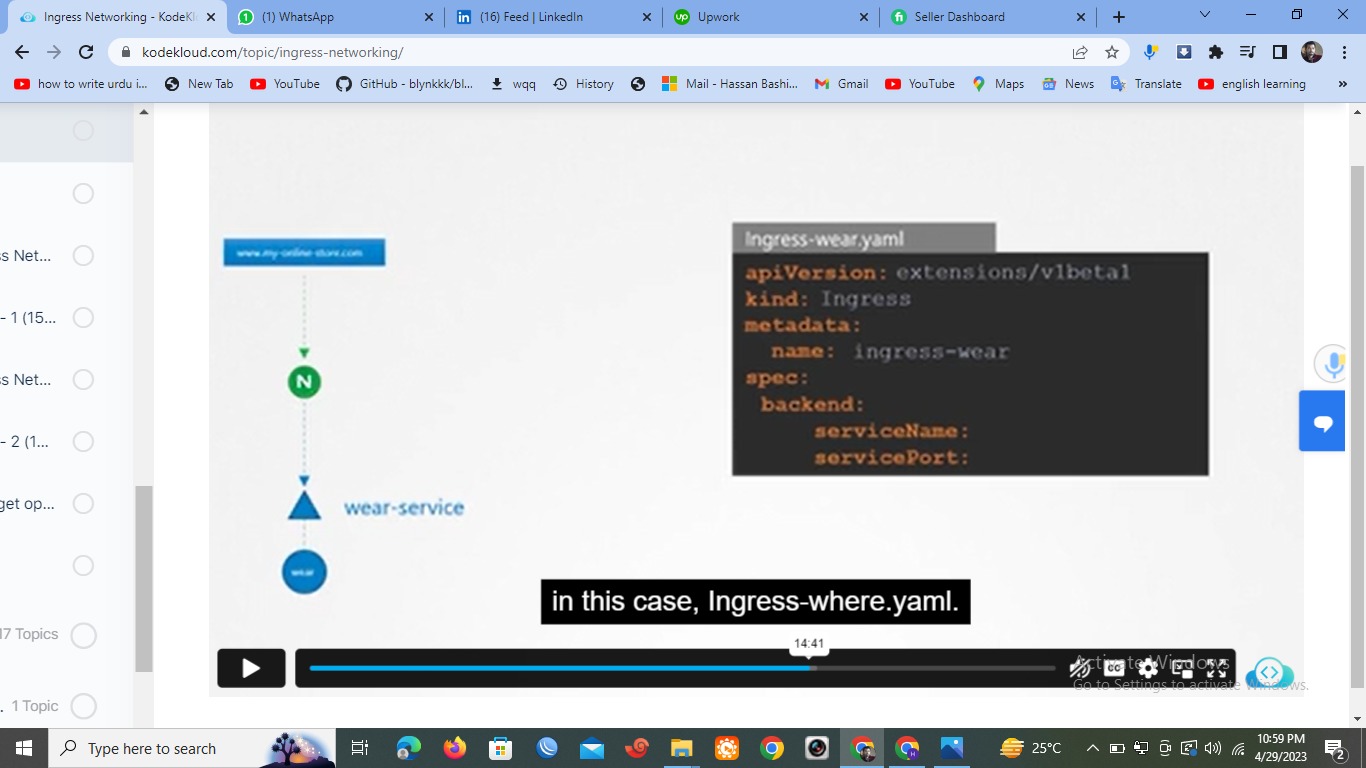 Ingress Networking - KodeKl
(1) WhatsApp
(16) Feed | LinkedIn
Upwork
Seller Dashboard
kodekloud.com/topic/ingress-networking/
how to write urdu i...
New Tab
YouTube
GitHub - blynkkk/bl...
wqq
History
Mail - Hassan Bashi...
Gmail
YouTube
Maps
News
Translate
english learning
»
ss Net...
- 1 (15...
ss Net...
- 2 (1...
get op...
17 Topics
. 1 Topic
www.my-online-store.com
N
wear-service
wear
Ingress-wear.yaml
apiVersion: extensions/v1beta1
kind: Ingress
metadata:
name: ingress-wear
spec:
backend:
serviceName:
servicePort:
in this case, Ingress-where.yaml.
14:41
CC
Activate Windows
Go to Settings to activate Windows.
Type here to search
25°C
10:59 PM
4/29/2023
2